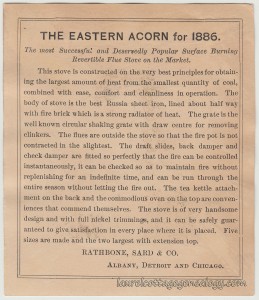 THE EASTERN ACORN for 1886.
The most Successful and Deservedly Popular Surface Burning
Revertible Flue Stove on the Market.
This stove is constructed on the very best principles for obtain-
ing the largest amount of heat from the smallest quantity of coal,
combined with ease, comfort and cleanliness in operation. The
body of stove is the best Russia sheet iron, lined about half way
with fire brick which is a strong radiator of heat. The grate is the
well known circular shaking grate with draw centre for removing
clinkers. The flues are outside the stove so that the fire pot is not
contracted in the slightest. The draft slides, back damper and
check damper are fitted so perfectly that the fire can be controlled
instantaneously, it can be checked so as to maintain fire without
replenishing for an indefinite time, and can be run through the
entire season without letting the fire out. The tea kettle attach-
ment on the back and the commodious oven on the top are conven-
iences that commend themselves. The stove is of very handsome
design and with full nickel trimmings, and it can be safely guar-
anteed to give satisfaction in every place where it is placed. Five
sizes are made and the two largest with extension top.
RATHBONE, SARD & CO.
ALBANY, DETROIT AND CHICAGO.
laurelcottagegenealogy.com